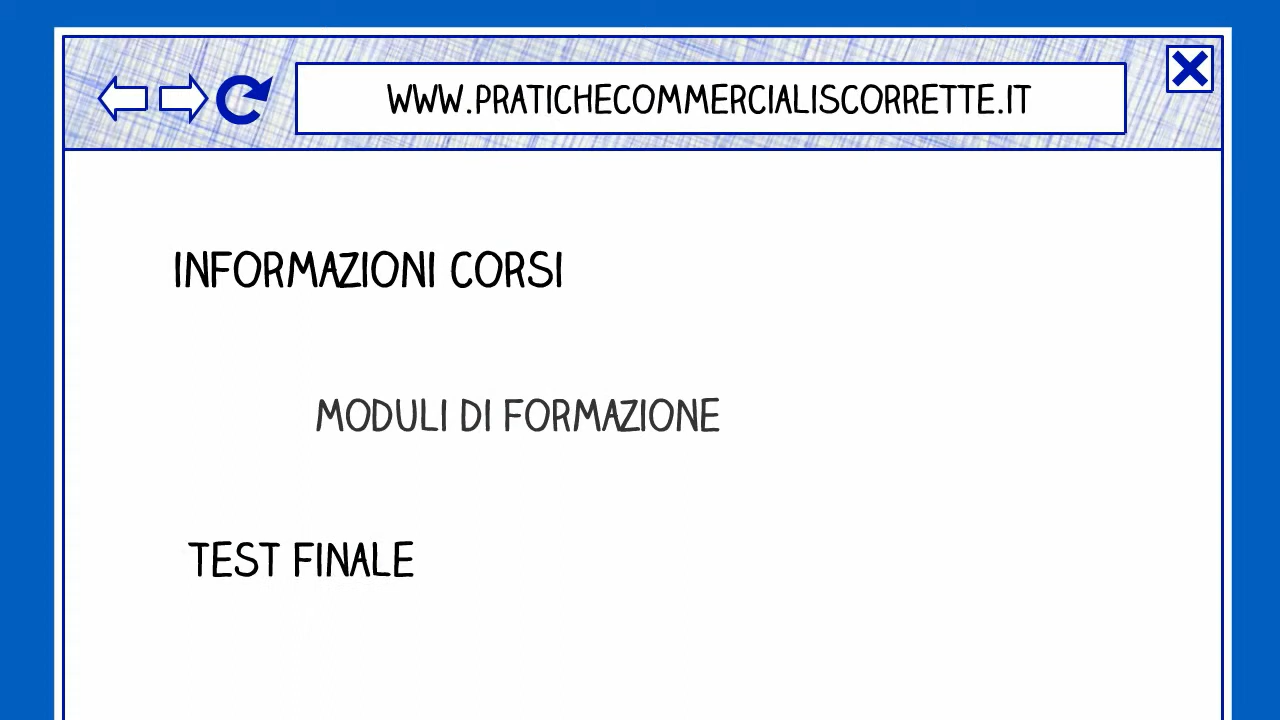 WWW.PRATICHECOMMERCIALISCORRETTE.IT
INFORMAZIONI CORSI
MODULI DI FORMAZIONE
TEST FINALE